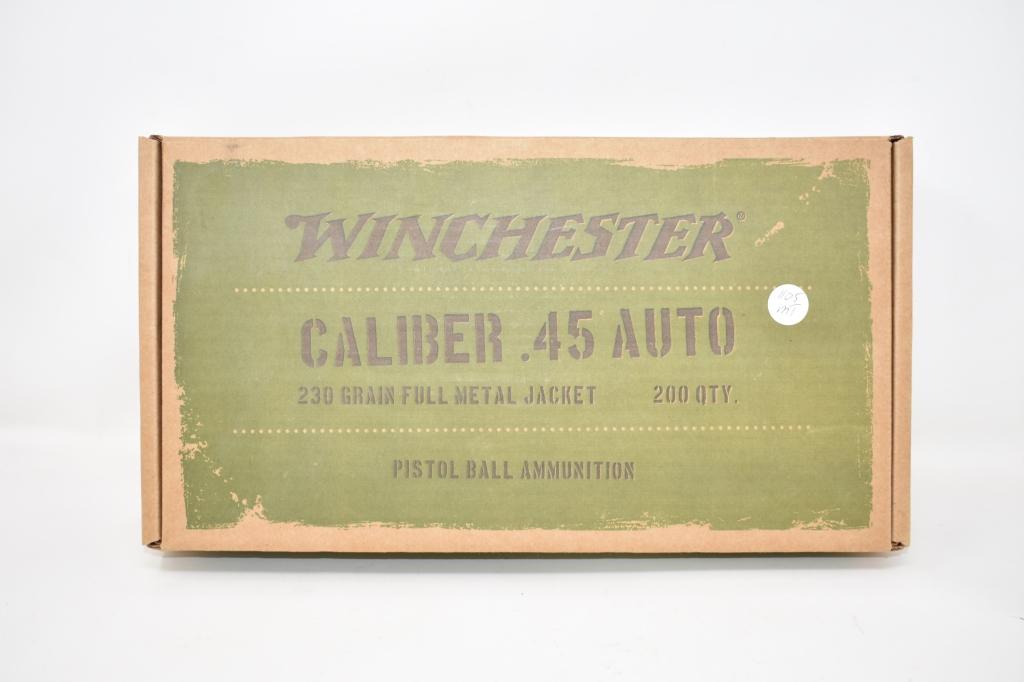 WINCHESTER®
CALIBER .45 AUTO
230 GRAIN FULL METAL JACKET 200 QTY.
PISTOL BALL AMMUNITION